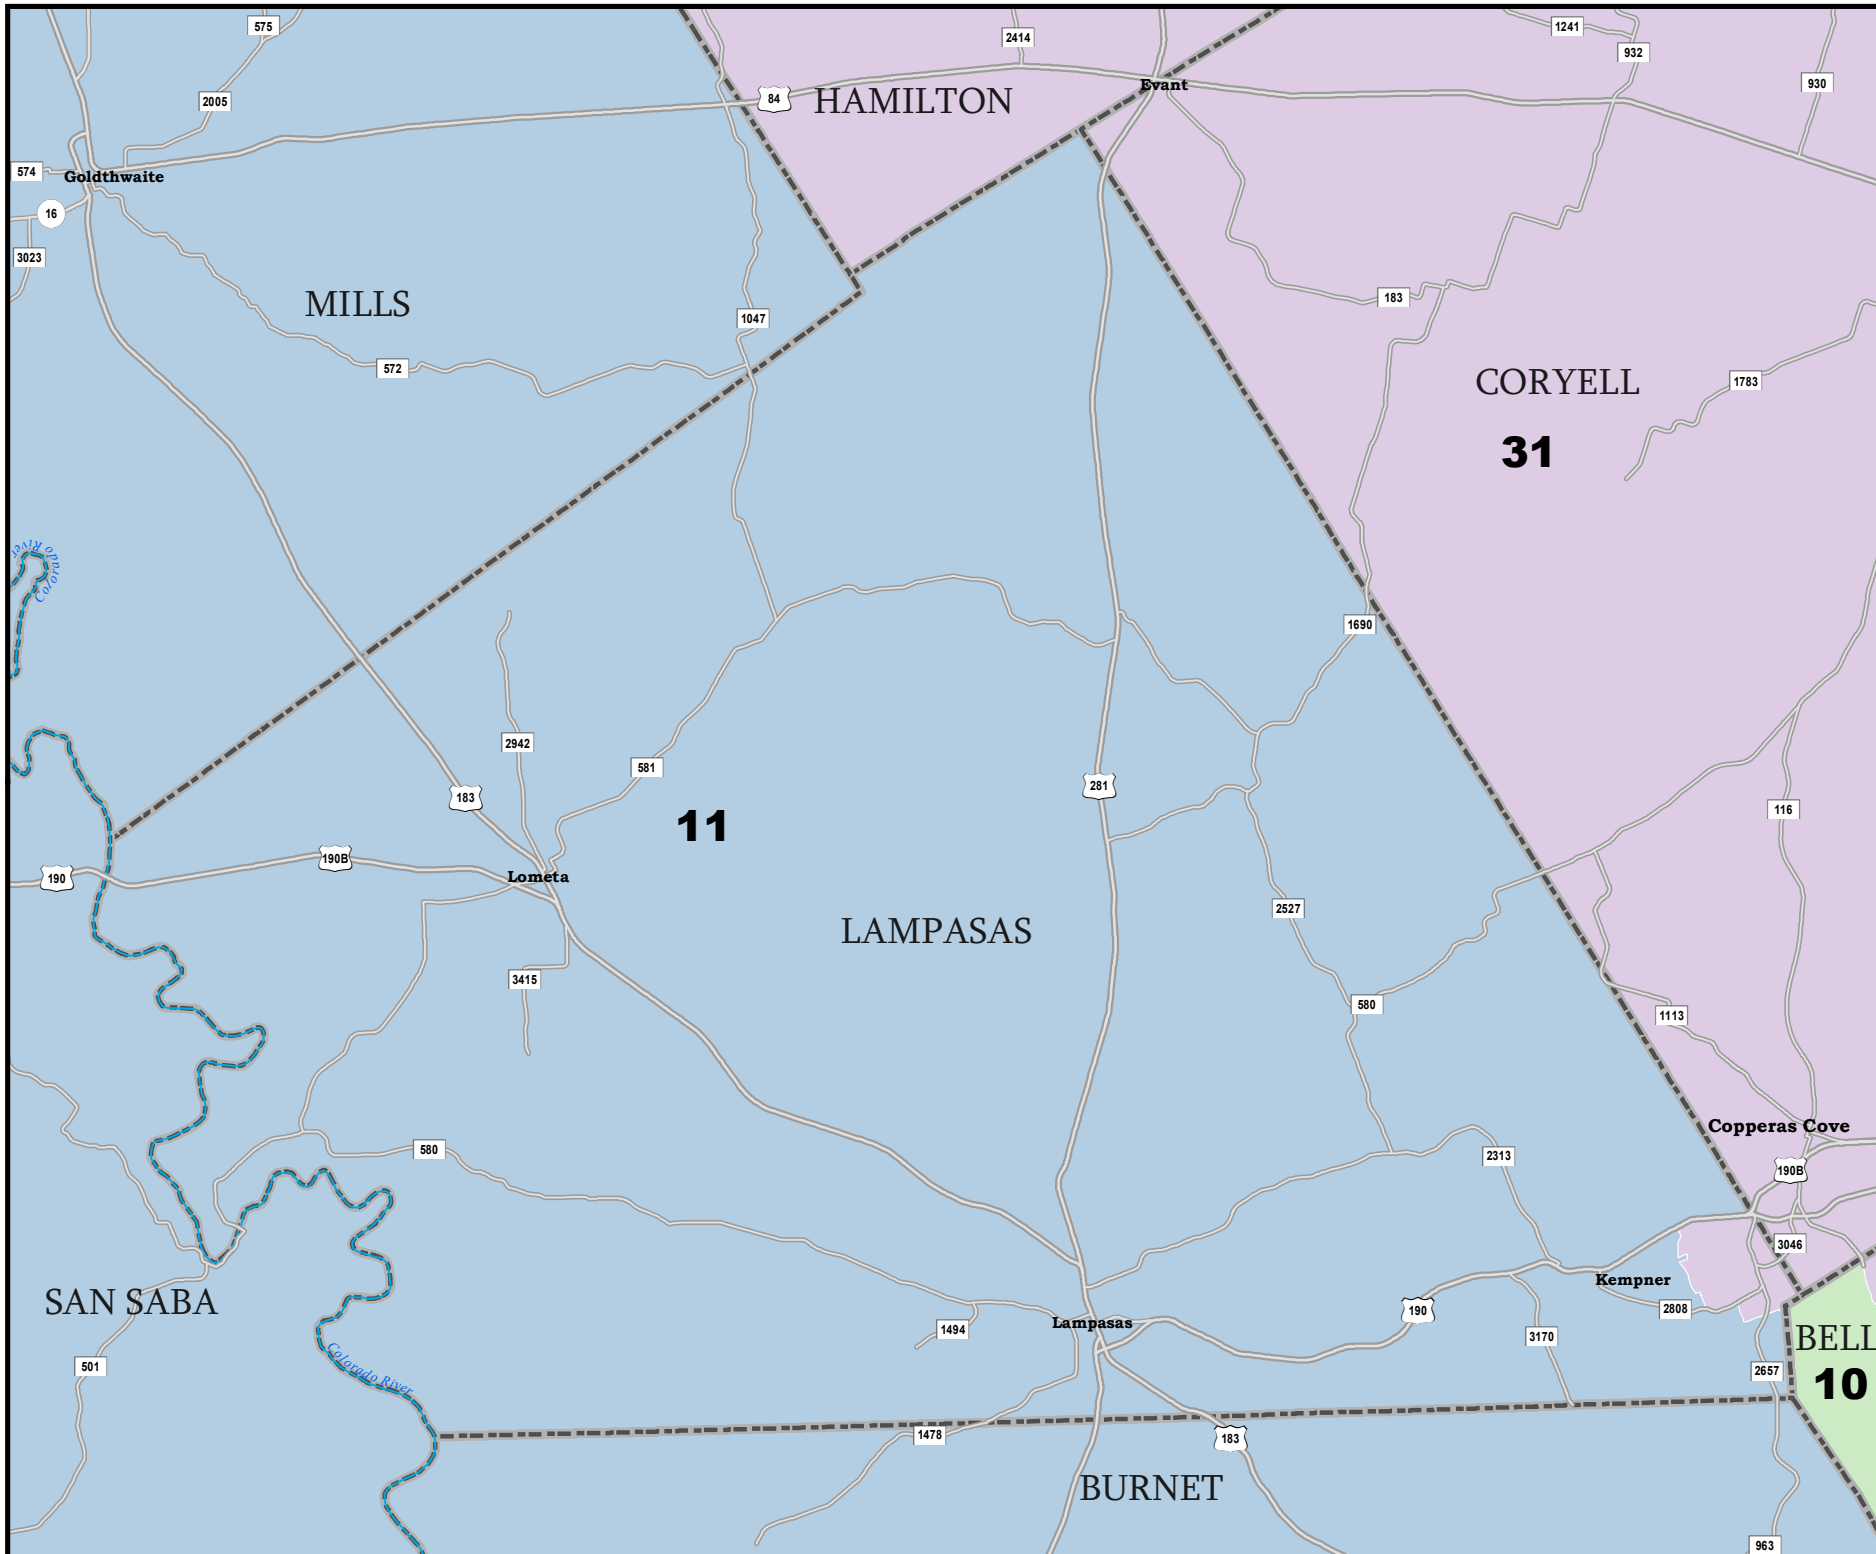 575
2414
1241
932
930
2005
84
HAMILTON
Evant
574
Goldthwaite
16
3023
183
MILLS
1047
572
CORYELL
1783
31
Colorado River
1690
2942
581
183
281
11
116
190
190B
Lometa
2527
LAMPASAS
3415
580
1113
Copperas Cove
580
2313
190B
3046
Kempner
SAN SABA
2808
190
Lampasas
1494
3170
BELL
Colorado River
501
2657
10
1478
183
BURNET
963